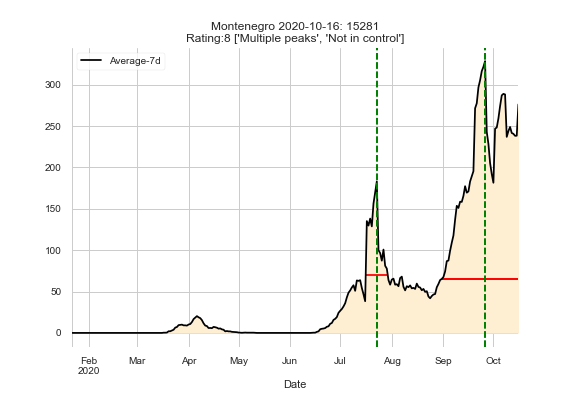 Montenegro 2020-10-16: 15281
Rating:8 ['Multiple peaks', 'Not in control']
Average-7d
300
250
200
150
100
50
0
Feb Mar Apr May Jun Jul Aug Sep Oct
2020
Date